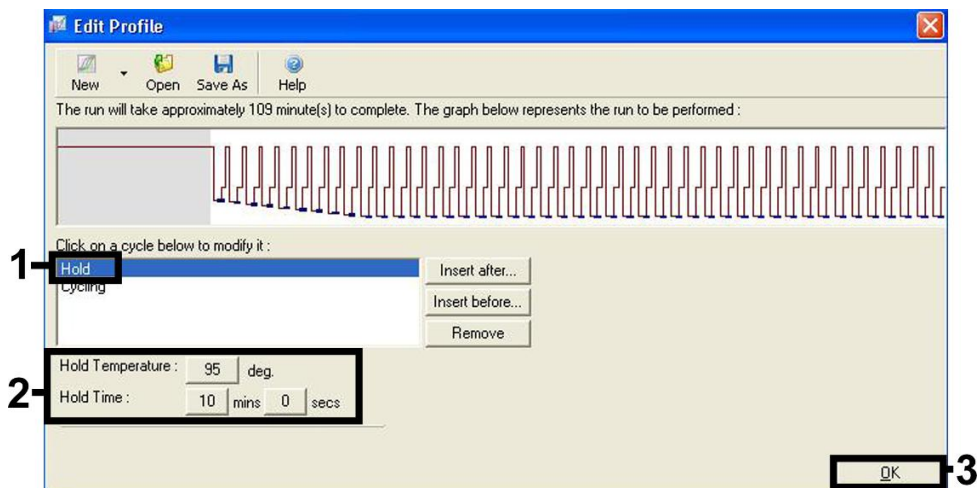 Edit Profile
New Open Save As Help
The run will take approximately 109 minute(s) to complete. The graph below represents the run to be performed :
Click on a cycle below to modify it :
1
Hold
Cycling
Insert after...
Insert before...
Remove
2
Hold Temperature : 95 deg.
Hold Time : 10 mins 0 secs
OK
3